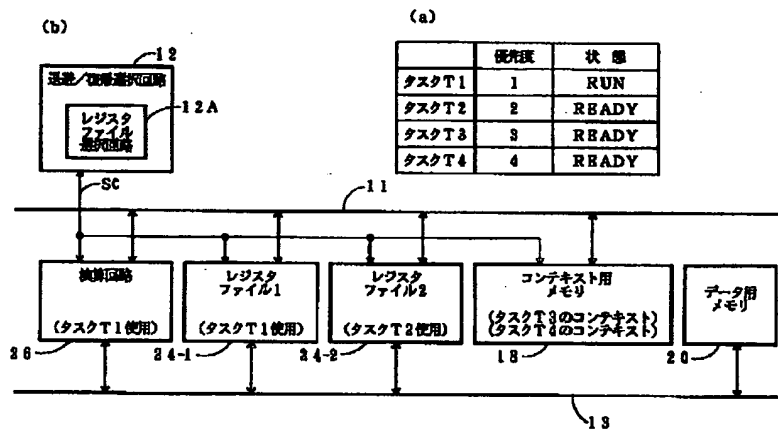 (b)
(a)
12
退避/復帰選択回路
12A
レジスタ
ファイル
選択回路
SC
優先度 状 態
タスクT1 1 RUN
タスクT2 2 READY
タスクT3 3 READY
タスクT4 4 READY
11
演算回路
(タスクT1使用)
26
レジスタ
ファイル1
(タスクT1使用)
24-1
レジスタ
ファイル2
(タスクT2使用)
24-2
コンテキスト用
メモリ
(タスクT3のコンテキスト)
(タスクT4のコンテキスト)
18
データ用
メモリ
20
13